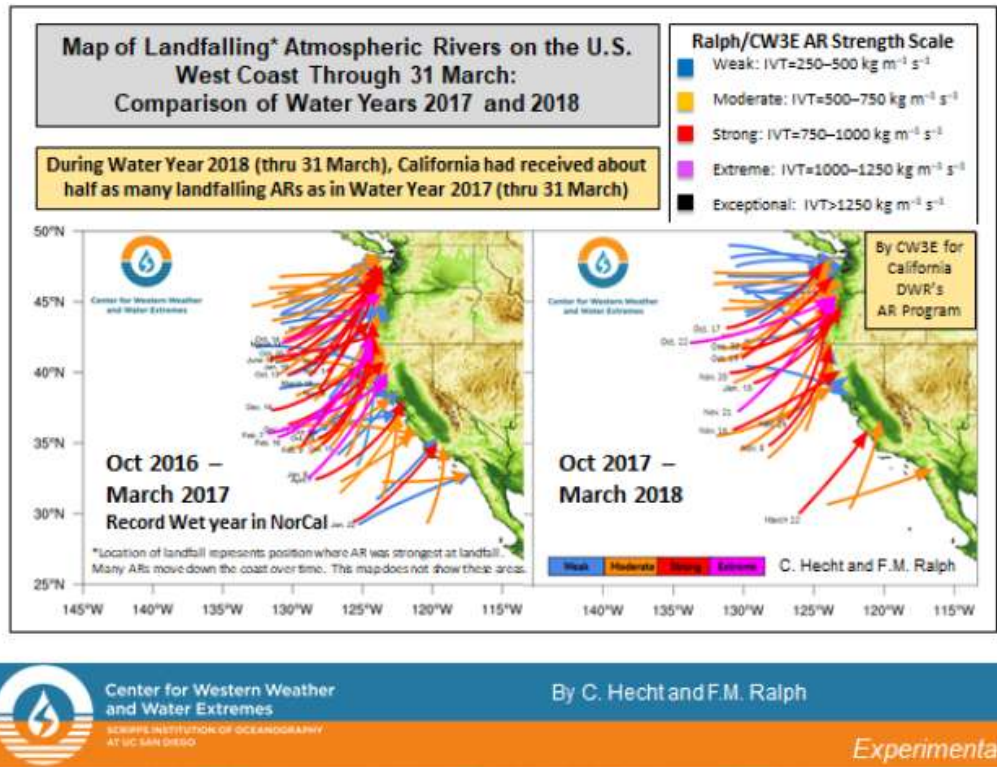 Map of Landfalling* Atmospheric Rivers on the U.S.
West Coast Through 31 March:
Comparison of Water Years 2017 and 2018
During Water Year 2018 (thru 31 March), California had received about
half as many landfalling ARs as in Water Year 2017 (thru 31 March)
Ralph/CW3E AR Strength Scale
Weak: IVT=250–500 kg m⁻¹ s⁻¹
Moderate: IVT=500–750 kg m⁻¹ s⁻¹
Strong: IVT=750–1000 kg m⁻¹ s⁻¹
Extreme: IVT=1000–1250 kg m⁻¹ s⁻¹
Exceptional: IVT>1250 kg m⁻¹ s⁻¹
50°N
45°N
40°N
35°N
30°N
25°N
Center for Western Weather
and Water Extremes
Oct 2016 –
March 2017
Record Wet year in NorCal
*Location of landfall represents position where AR was strongest at landfall.
Many ARs move down the coast over time. This map does not show these areas.
145°W 140°W 135°W 130°W 125°W 120°W 115°W
Center for Western Weather
and Water Extremes
By CW3E for
California
DWR's
AR Program
Oct. 17
Oct. 22
Nov. 20
Nov. 21
March 22
Oct 2017 –
March 2018
Weak Moderate Strong Extreme
C. Hecht and F.M. Ralph
140°W 135°W 130°W 125°W 120°W 115°W
Center for Western Weather
and Water Extremes
SCRIPPS INSTITUTION OF OCEANOGRAPHY
AT UC SAN DIEGO
By C. Hecht and F.M. Ralph
Experimenta